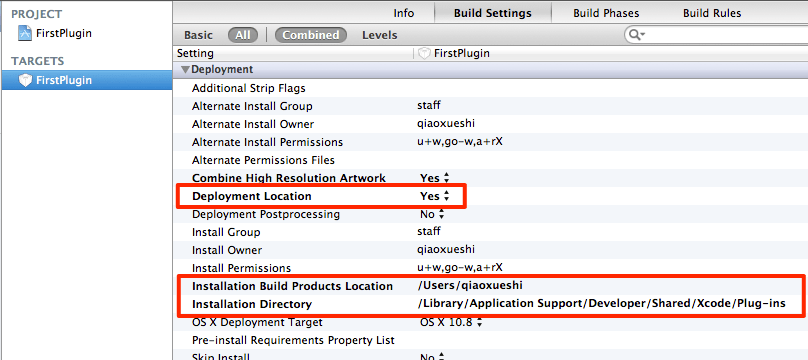 PROJECT
FirstPlugin
TARGETS
FirstPlugin
Info Build Settings Build Phases Build Rules
Basic All Combined Levels
Setting FirstPlugin
Deployment
Additional Strip Flags
Alternate Install Group staff
Alternate Install Owner qiaoxueshi
Alternate Install Permissions u+w,go-w,a+rX
Alternate Permissions Files
Combine High Resolution Artwork Yes
Deployment Location Yes
Deployment Postprocessing No
Install Group staff
Install Owner qiaoxueshi
Install Permissions u+w,go-w,a+rX
Installation Build Products Location /Users/qiaoxueshi
Installation Directory /Library/Application Support/Developer/Shared/Xcode/Plug-ins
OS X Deployment Target OS X 10.8
Pre-install Requirements Property List
Skip Install No